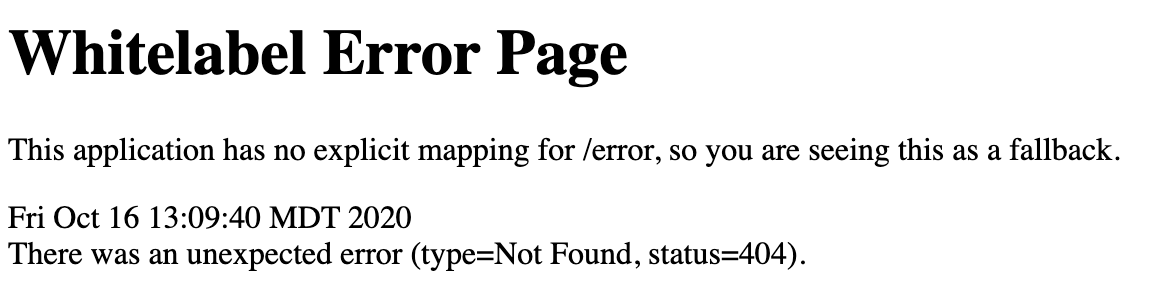 Whitelabel Error Page
This application has no explicit mapping for /error, so you are seeing this as a fallback.
Fri Oct 16 13:09:40 MDT 2020
There was an unexpected error (type=Not Found, status=404).